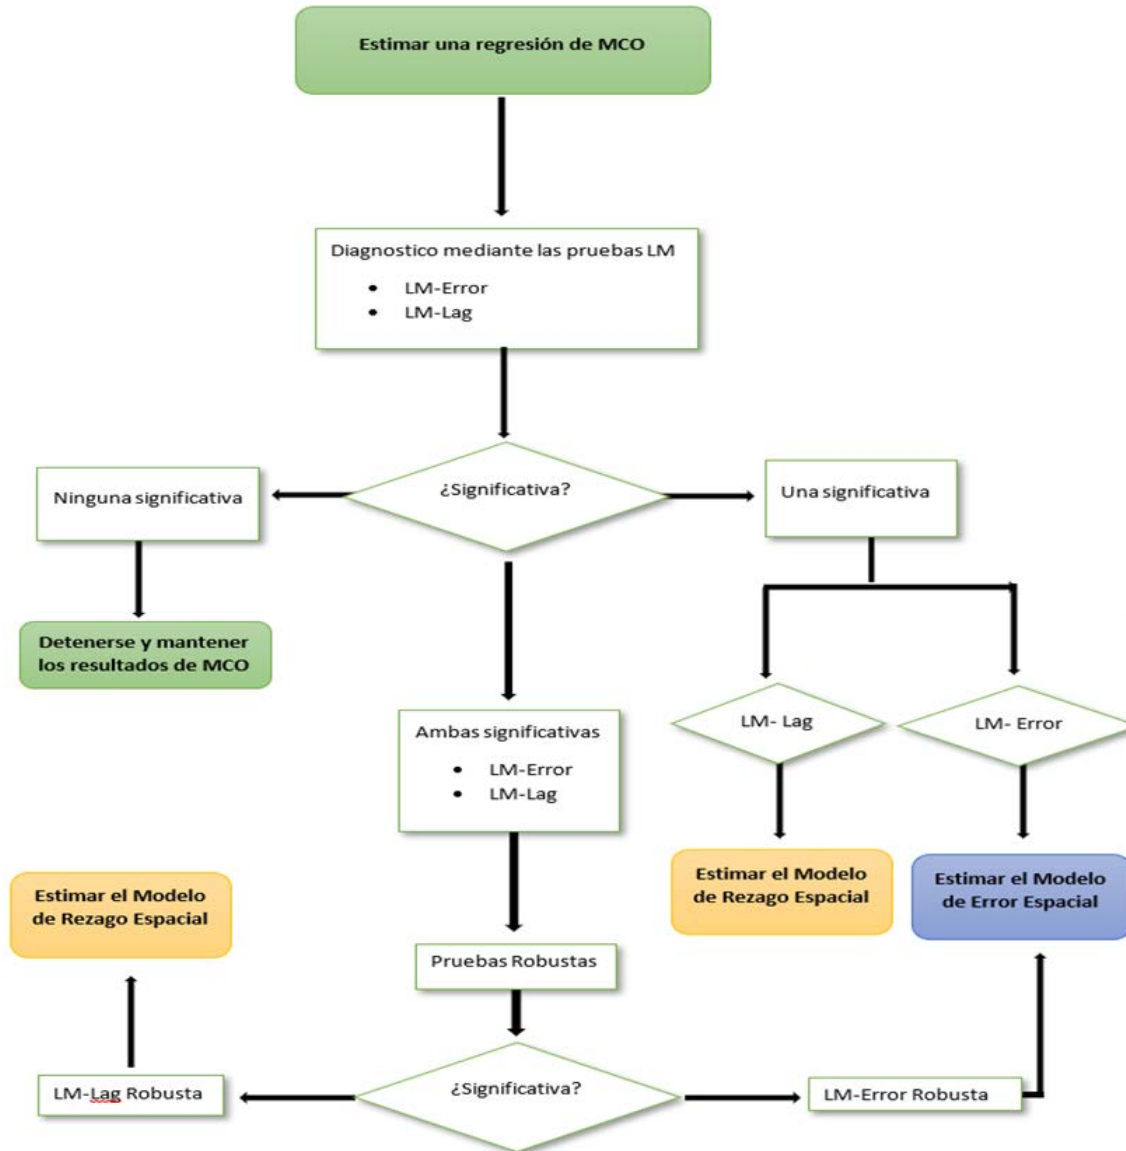 Estimar una regresión de MCO
Diagnostico mediante las pruebas LM
• LM-Error
• LM-Lag
¿Significativa?
Ninguna significativa
Una significativa
Detenerse y mantener
los resultados de MCO
LM- Lag
LM- Error
Ambas significativas
• LM-Error
• LM-Lag
Estimar el Modelo
de Rezago Espacial
Estimar el Modelo
de Error Espacial
Estimar el Modelo
de Rezago Espacial
Pruebas Robustas
¿Significativa?
LM-Lag Robusta
LM-Error Robusta